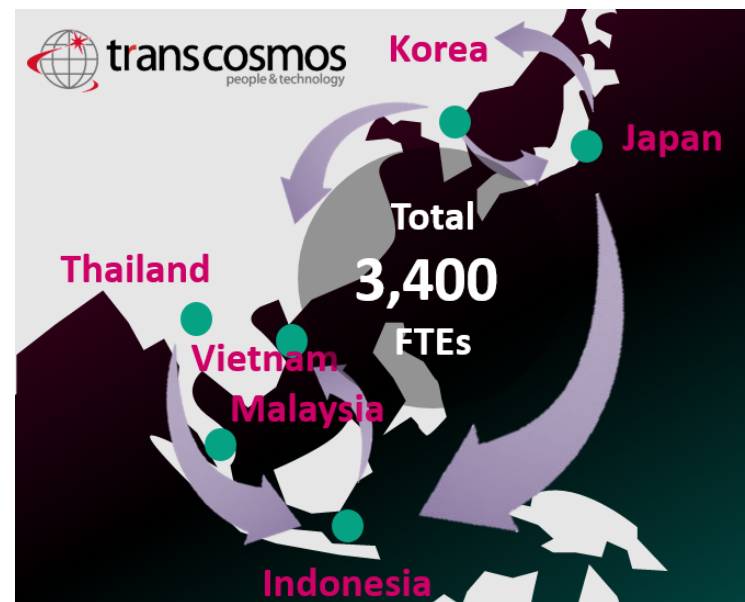 transcosmos
people & technology
Korea
Japan
Total
3,400
FTEs
Thailand
Vietnam
Malaysia
Indonesia